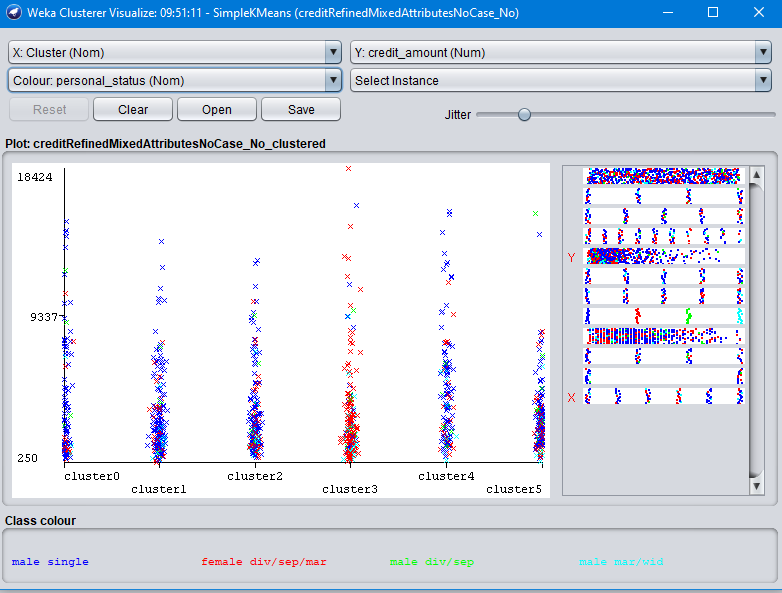 Weka Clusterer Visualize: 09:51:11 - SimpleKMeans (creditRefinedMixedAttributesNoCase_No)
X: Cluster (Nom) Y: credit_amount (Num)
Colour: personal_status (Nom) Select Instance
Reset Clear Open Save Jitter
Plot: creditRefinedMixedAttributesNoCase_No_clustered
18424
9337
250
cluster0 cluster2 cluster4
cluster1 cluster3 cluster5
Y
X
Class colour
male single female div/sep/mar male div/sep male mar/wid